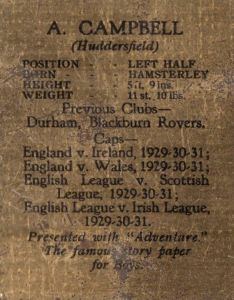 A. CAMPBELL
(Huddersfield)
POSITION - - LEFT HALF
BORN - - HAMSTERLEY
HEIGHT - - 5ft. 9 ins.
WEIGHT - - 11 st. 10 lbs.
Previous Clubs—
Durham, Blackburn Rovers.
Caps—
England v. Ireland, 1929-30-31;
England v. Wales, 1929-30-31;
English League v. Scottish
League, 1929-30-31;
English League v. Irish League,
1929-30-31.
Presented with "Adventure."
The famous story paper
for Boys.